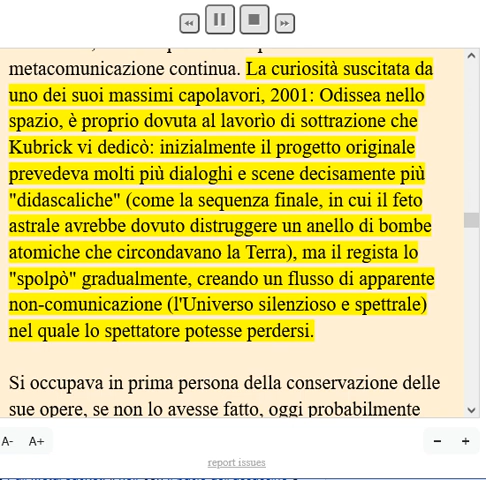 metacomunicazione continua. La curiosità suscitata da
uno dei suoi massimi capolavori, 2001: Odissea nello
spazio, è proprio dovuta al lavorìo di sottrazione che
Kubrick vi dedicò: inizialmente il progetto originale
prevedeva molti più dialoghi e scene decisamente più
"didascaliche" (come la sequenza finale, in cui il feto
astrale avrebbe dovuto distruggere un anello di bombe
atomiche che circondavano la Terra), ma il regista lo
"spolpò" gradualmente, creando un flusso di apparente
non-comunicazione (l'Universo silenzioso e spettrale)
nel quale lo spettatore potesse perdersi.
Si occupava in prima persona della conservazione delle
sue opere, se non lo avesse fatto, oggi probabilmente
A- A+ − +
report issues